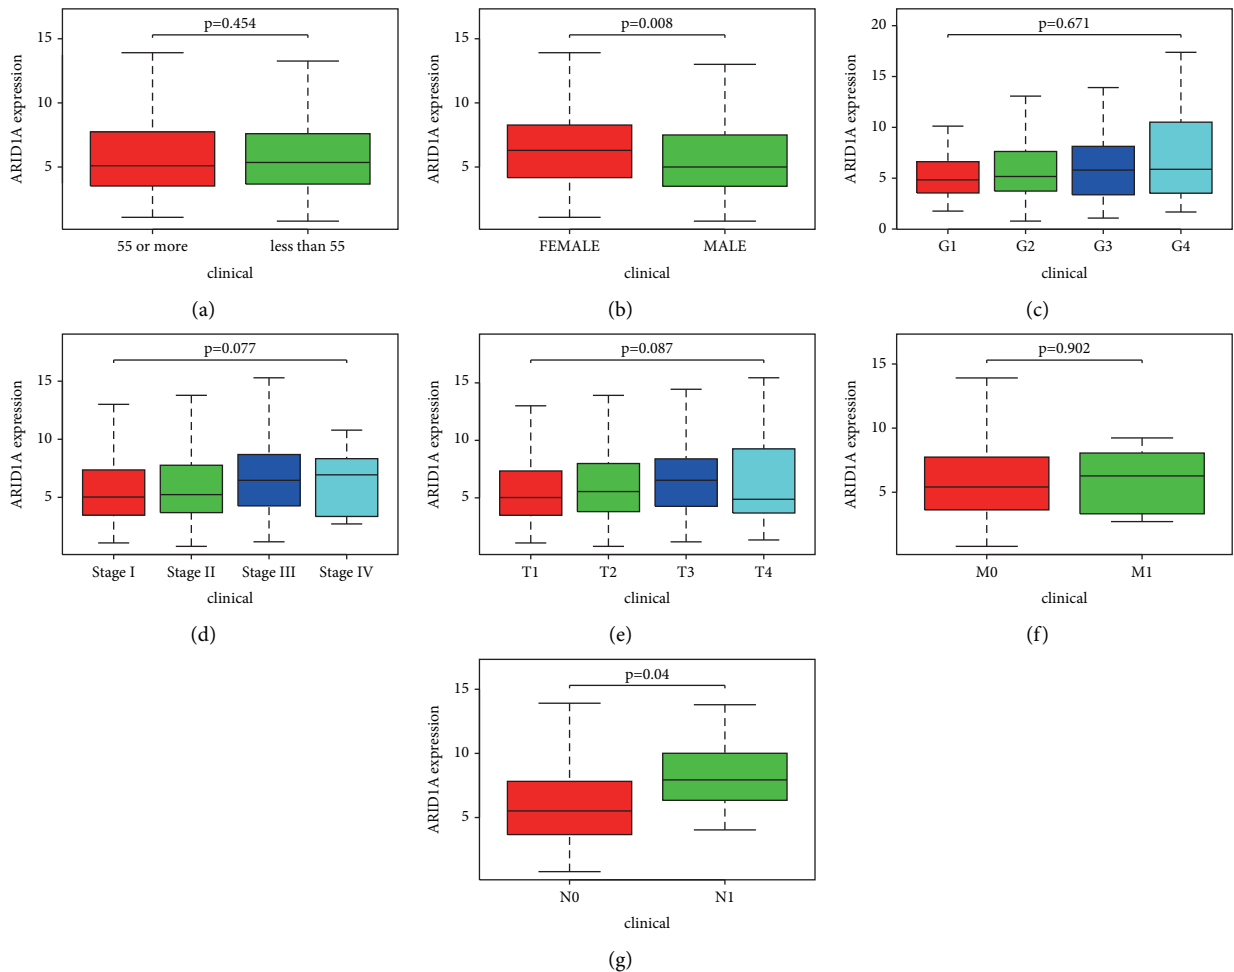 p=0.454
15
10
5
ARID1A expression
55 or more
less than 55
clinical
(a)
p=0.008
15
10
5
ARID1A expression
FEMALE
MALE
clinical
(b)
p=0.671
20
15
10
5
0
ARID1A expression
G1
G2
G3
G4
clinical
(c)
p=0.077
15
10
5
ARID1A expression
Stage I
Stage II
Stage III
Stage IV
clinical
(d)
p=0.087
15
10
5
ARID1A expression
T1
T2
T3
T4
clinical
(e)
p=0.902
15
10
5
ARID1A expression
M0
M1
clinical
(f)
p=0.04
15
10
5
ARID1A expression
N0
N1
clinical
(g)